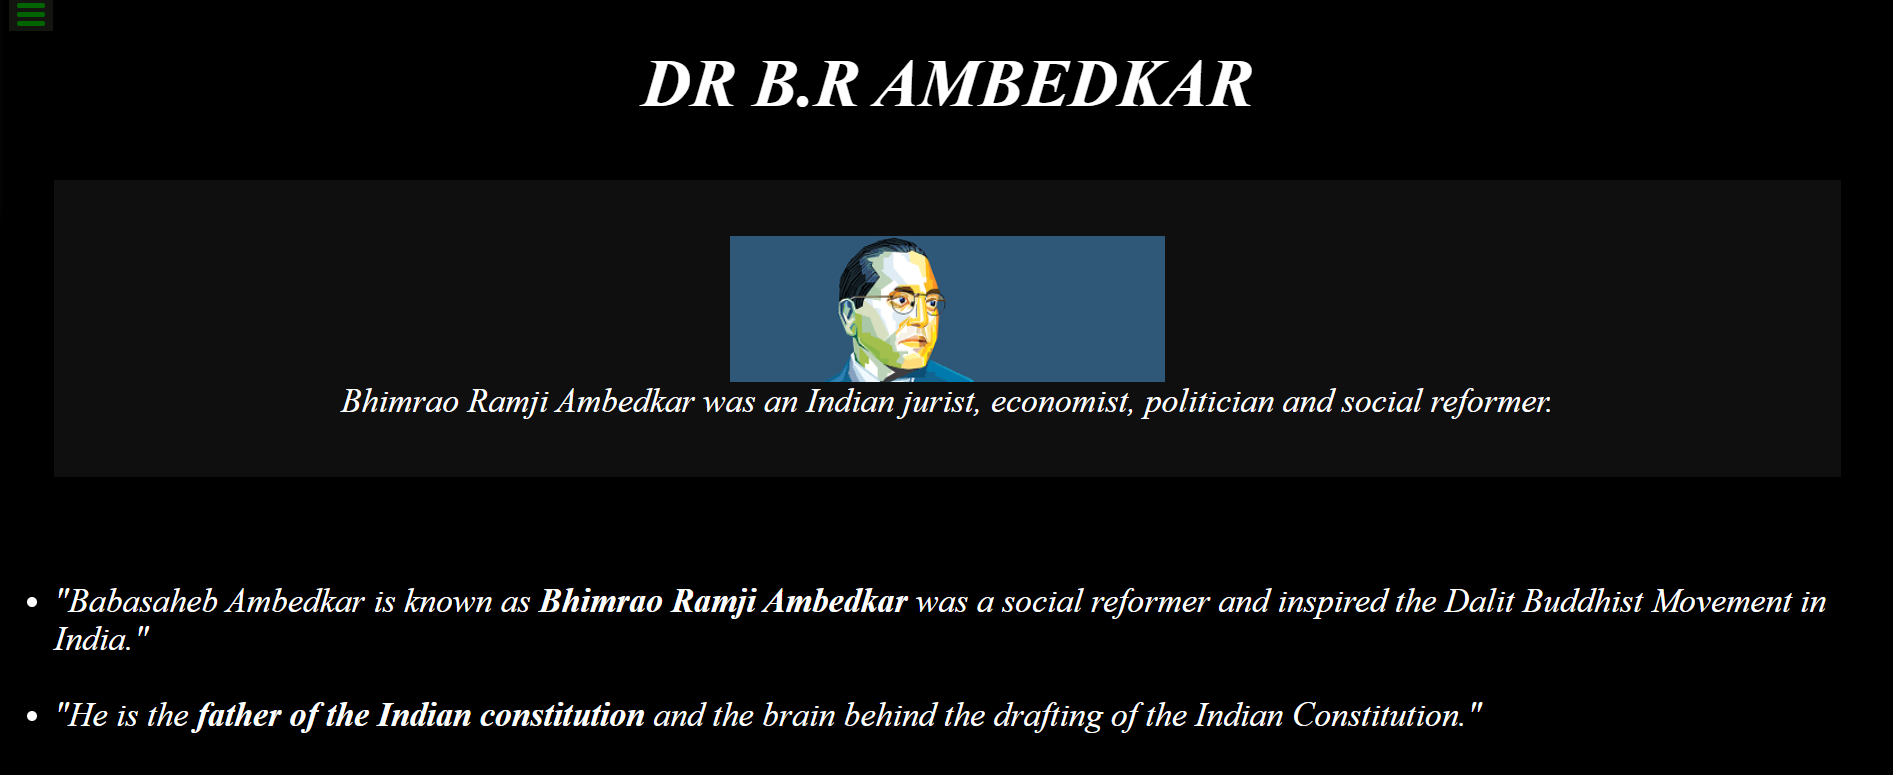 DR B.R AMBEDKAR
Bhimrao Ramji Ambedkar was an Indian jurist, economist, politician and social reformer.
• "Babasaheb Ambedkar is known as Bhimrao Ramji Ambedkar was a social reformer and inspired the Dalit Buddhist Movement in
India."
• "He is the father of the Indian constitution and the brain behind the drafting of the Indian Constitution."